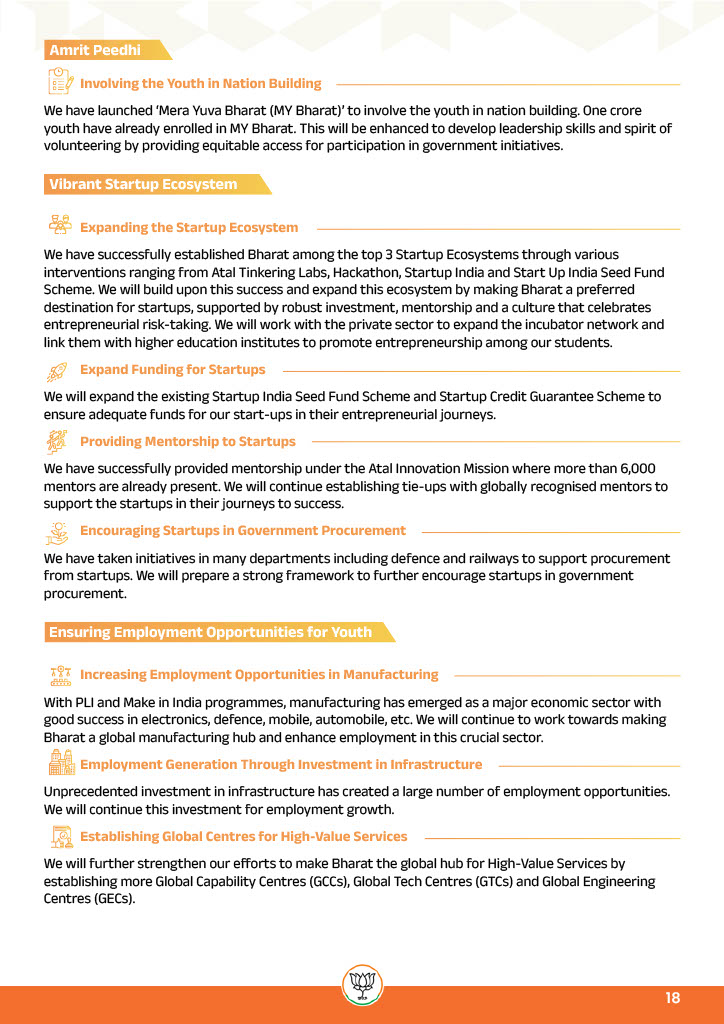 Amrit Peedhi
Involving the Youth in Nation Building
We have launched ‘Mera Yuva Bharat (MY Bharat)’ to involve the youth in nation building. One crore
youth have already enrolled in MY Bharat. This will be enhanced to develop leadership skills and spirit of
volunteering by providing equitable access for participation in government initiatives.
Vibrant Startup Ecosystem
Expanding the Startup Ecosystem
We have successfully established Bharat among the top 3 Startup Ecosystems through various
interventions ranging from Atal Tinkering Labs, Hackathon, Startup India and Start Up India Seed Fund
Scheme. We will build upon this success and expand this ecosystem by making Bharat a preferred
destination for startups, supported by robust investment, mentorship and a culture that celebrates
entrepreneurial risk-taking. We will work with the private sector to expand the incubator network and
link them with higher education institutes to promote entrepreneurship among our students.
Expand Funding for Startups
We will expand the existing Startup India Seed Fund Scheme and Startup Credit Guarantee Scheme to
ensure adequate funds for our start-ups in their entrepreneurial journeys.
Providing Mentorship to Startups
We have successfully provided mentorship under the Atal Innovation Mission where more than 6,000
mentors are already present. We will continue establishing tie-ups with globally recognised mentors to
support the startups in their journeys to success.
Encouraging Startups in Government Procurement
We have taken initiatives in many departments including defence and railways to support procurement
from startups. We will prepare a strong framework to further encourage startups in government
procurement.
Ensuring Employment Opportunities for Youth
Increasing Employment Opportunities in Manufacturing
With PLI and Make in India programmes, manufacturing has emerged as a major economic sector with
good success in electronics, defence, mobile, automobile, etc. We will continue to work towards making
Bharat a global manufacturing hub and enhance employment in this crucial sector.
Employment Generation Through Investment in Infrastructure
Unprecedented investment in infrastructure has created a large number of employment opportunities.
We will continue this investment for employment growth.
Establishing Global Centres for High-Value Services
We will further strengthen our efforts to make Bharat the global hub for High-Value Services by
establishing more Global Capability Centres (GCCs), Global Tech Centres (GTCs) and Global Engineering
Centres (GECs).
18